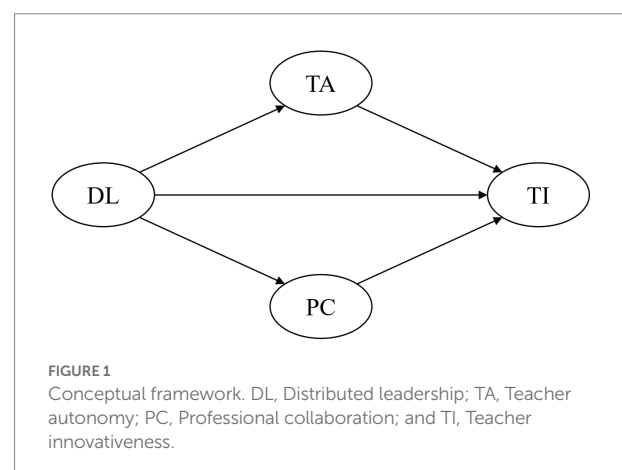 TA
DL
TI
PC
FIGURE 1
Conceptual framework. DL, Distributed leadership; TA, Teacher
autonomy; PC, Professional collaboration; and TI, Teacher
innovativeness.